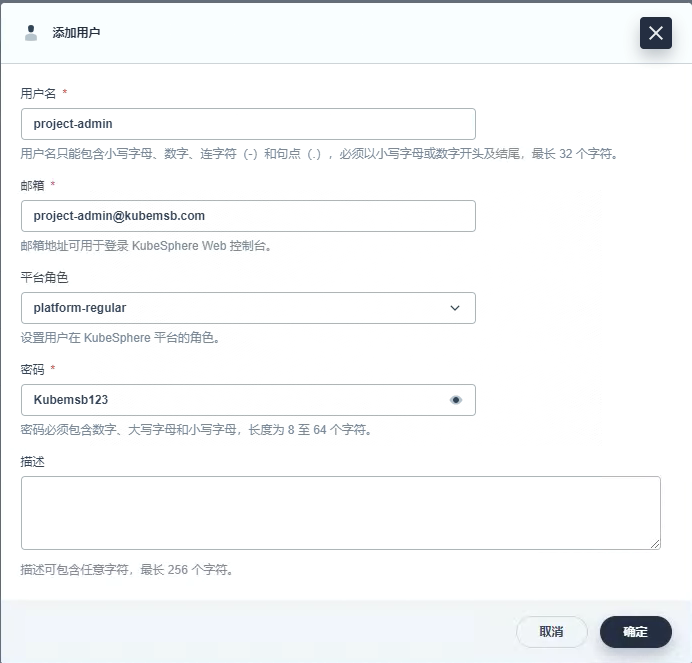 添加用户
用户名 *
project-admin
用户名只能包含小写字母、数字、连字符（-）和句点（.），必须以小写字母或数字开头及结尾，最长 32 个字符。
邮箱 *
project-admin@kubemsb.com
邮箱地址可用于登录 KubeSphere Web 控制台。
平台角色
platform-regular
设置用户在 KubeSphere 平台的角色。
密码 *
Kubemsb123
密码必须包含数字、大写字母和小写字母，长度为 8 至 64 个字符。
描述
描述可包含任意字符，最长 256 个字符。
取消 确定